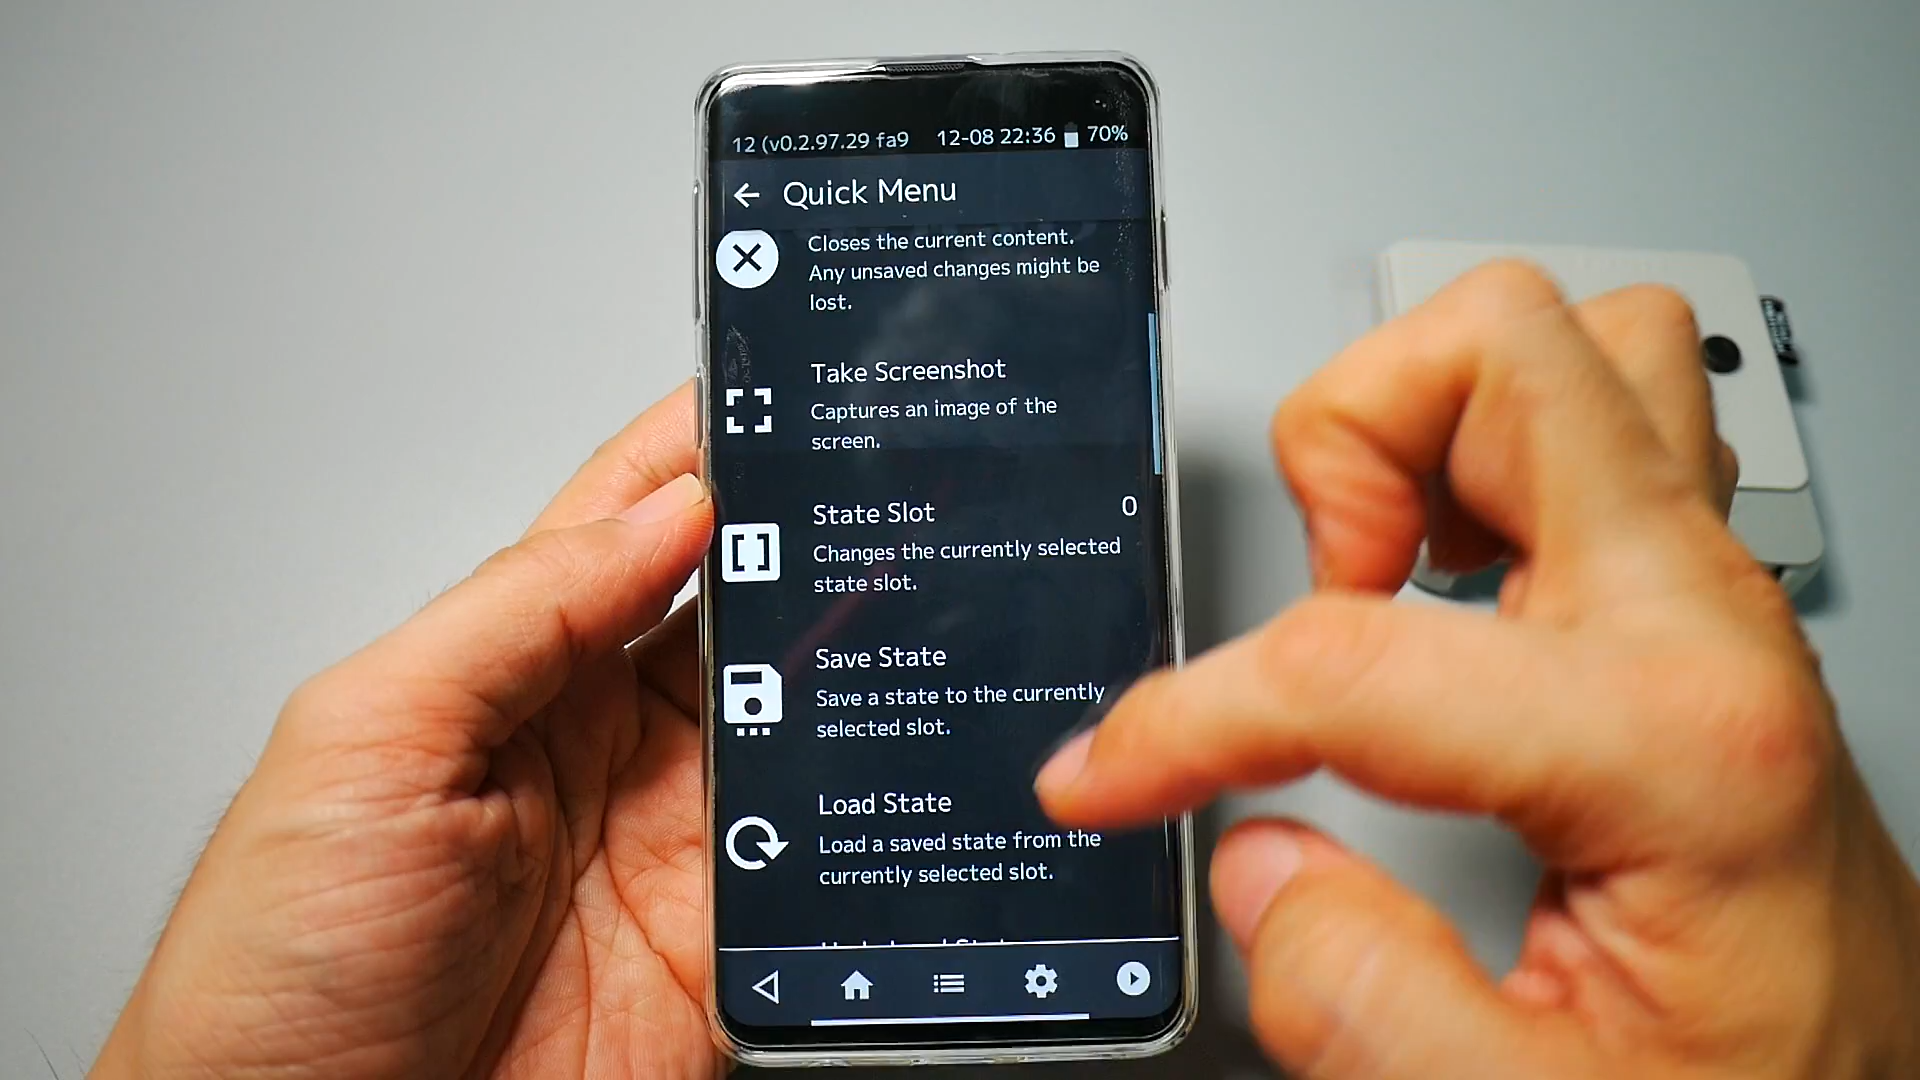 12 (v0.2.97.29 fa9 12-08 22:36 70%
Quick Menu
Closes the current content.
Any unsaved changes might be
lost.
Take Screenshot
Captures an image of the
screen.
State Slot 0
Changes the currently selected
state slot.
Save State
Save a state to the currently
selected slot.
Load State
Load a saved state from the
currently selected slot.